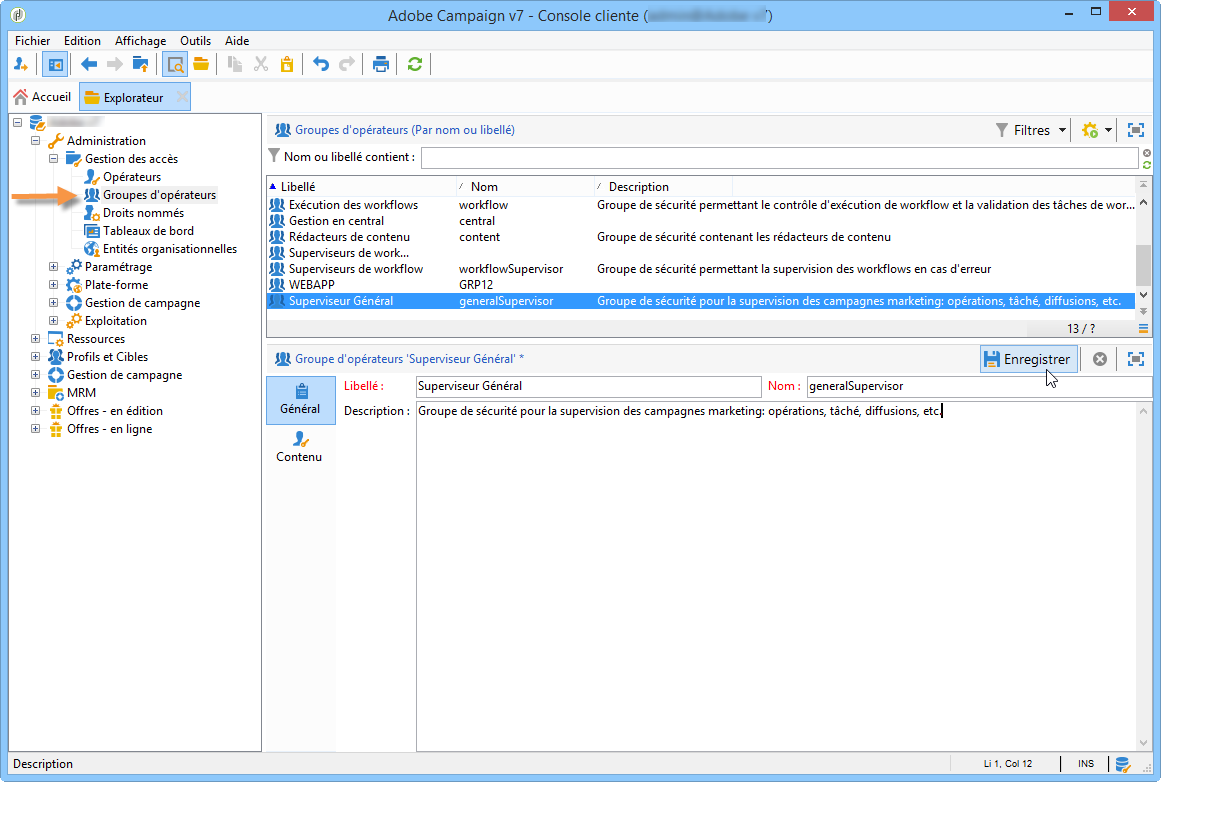 Adobe Campaign v7 - Console cliente (
Fichier Edition Affichage Outils Aide
Accueil Explorateur
Administration
Gestion des accès
Opérateurs
Groupes d'opérateurs
Droits nommés
Tableaux de bord
Entités organisationnelles
Paramétrage
Plate-forme
Gestion de campagne
Exploitation
Ressources
Profils et Cibles
Gestion de campagne
MRM
Offres - en édition
Offres - en ligne
Groupes d'opérateurs (Par nom ou libellé) Filtres
Nom ou libellé contient :
Libellé Nom Description
Exécution des workflows workflow Groupe de sécurité permettant le contrôle d'exécution de workflow et la validation des tâches de wor...
Gestion en central central
Rédacteurs de contenu content Groupe de sécurité contenant les rédacteurs de contenu
Superviseurs de work...
Superviseurs de workflow workflowSupervisor Groupe de sécurité permettant la supervision des workflows en cas d'erreur
WEBAPP GRP12
Superviseur Général generalSupervisor Groupe de sécurité pour la supervision des campagnes marketing: opérations, tâché, diffusions, etc.
13 / ?
Groupe d'opérateurs 'Superviseur Général' * Enregistrer
Général
Contenu
Libellé : Superviseur Général Nom : generalSupervisor
Description : Groupe de sécurité pour la supervision des campagnes marketing: opérations, tâché, diffusions, etc.
Description Li 1, Col 12 INS